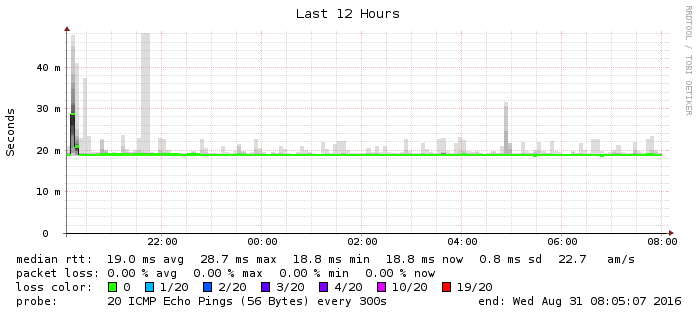 Last 12 Hours
RRDTOOL / TOBI OETIKER
Seconds
40 m
30 m
20 m
10 m
0
22:00 00:00 02:00 04:00 06:00 08:00
median rtt: 19.0 ms avg 28.7 ms max 18.8 ms min 18.8 ms now 0.8 ms sd 22.7 am/s
packet loss: 0.00 % avg 0.00 % max 0.00 % min 0.00 % now
loss color: 0 1/20 2/20 3/20 4/20 10/20 19/20
probe: 20 ICMP Echo Pings (56 Bytes) every 300s end: Wed Aug 31 08:05:07 2016